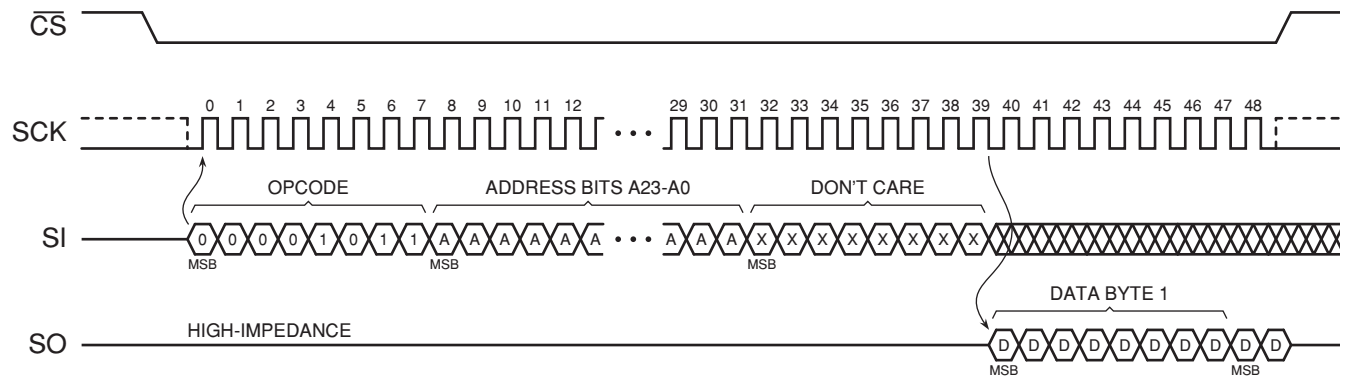 CS
0 1 2 3 4 5 6 7 8 9 10 11 12 29 30 31 32 33 34 35 36 37 38 39 40 41 42 43 44 45 46 47 48
SCK
OPCODE ADDRESS BITS A23-A0 DON'T CARE
SI 0 0 0 0 1 0 1 1 A A A A A A A A A X X X X X X X X
MSB MSB MSB
DATA BYTE 1
HIGH-IMPEDANCE
SO D D D D D D D D D D
MSB MSB